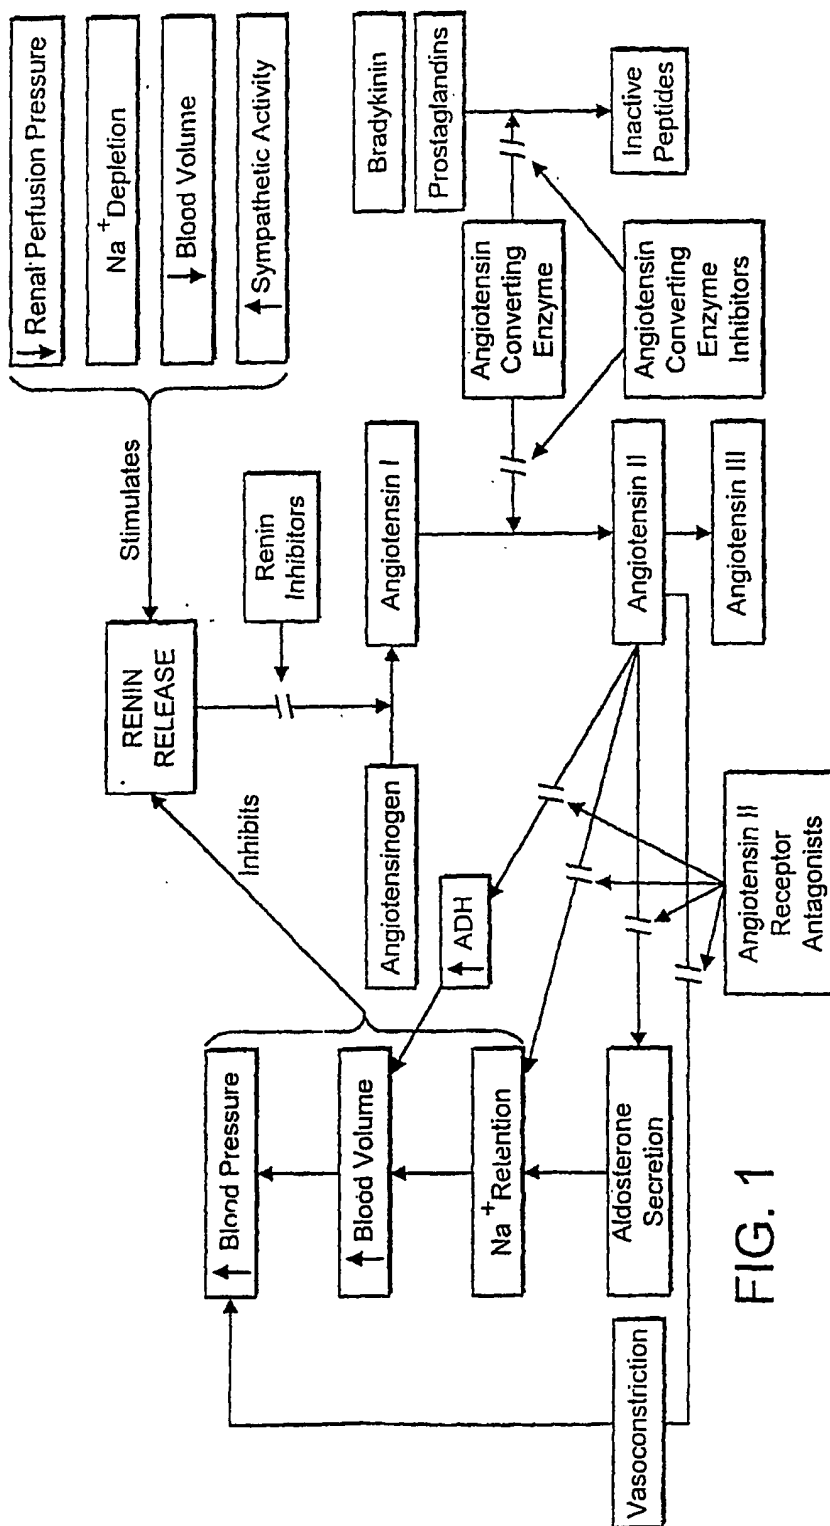 ↓ Renal Perfusion Pressure
Na + Depletion
↓ Blood Volume
↑ Sympathetic Activity
Stimulates
RENIN
RELEASE
Inhibits
Renin
Inhibitors
↑ Blood Pressure
↑ Blood Volume
Na + Retention
Aldosterone
Secretion
Vasoconstriction
↑ ADH
Angiotensinogen
Angiotensin I
Angiotensin II
Angiotensin III
Angiotensin
Converting
Enzyme
Angiotensin
Converting
Enzyme
Inhibitors
Bradykinin
Prostaglandins
Inactive
Peptides
Angiotensin II
Receptor
Antagonists
FIG. 1